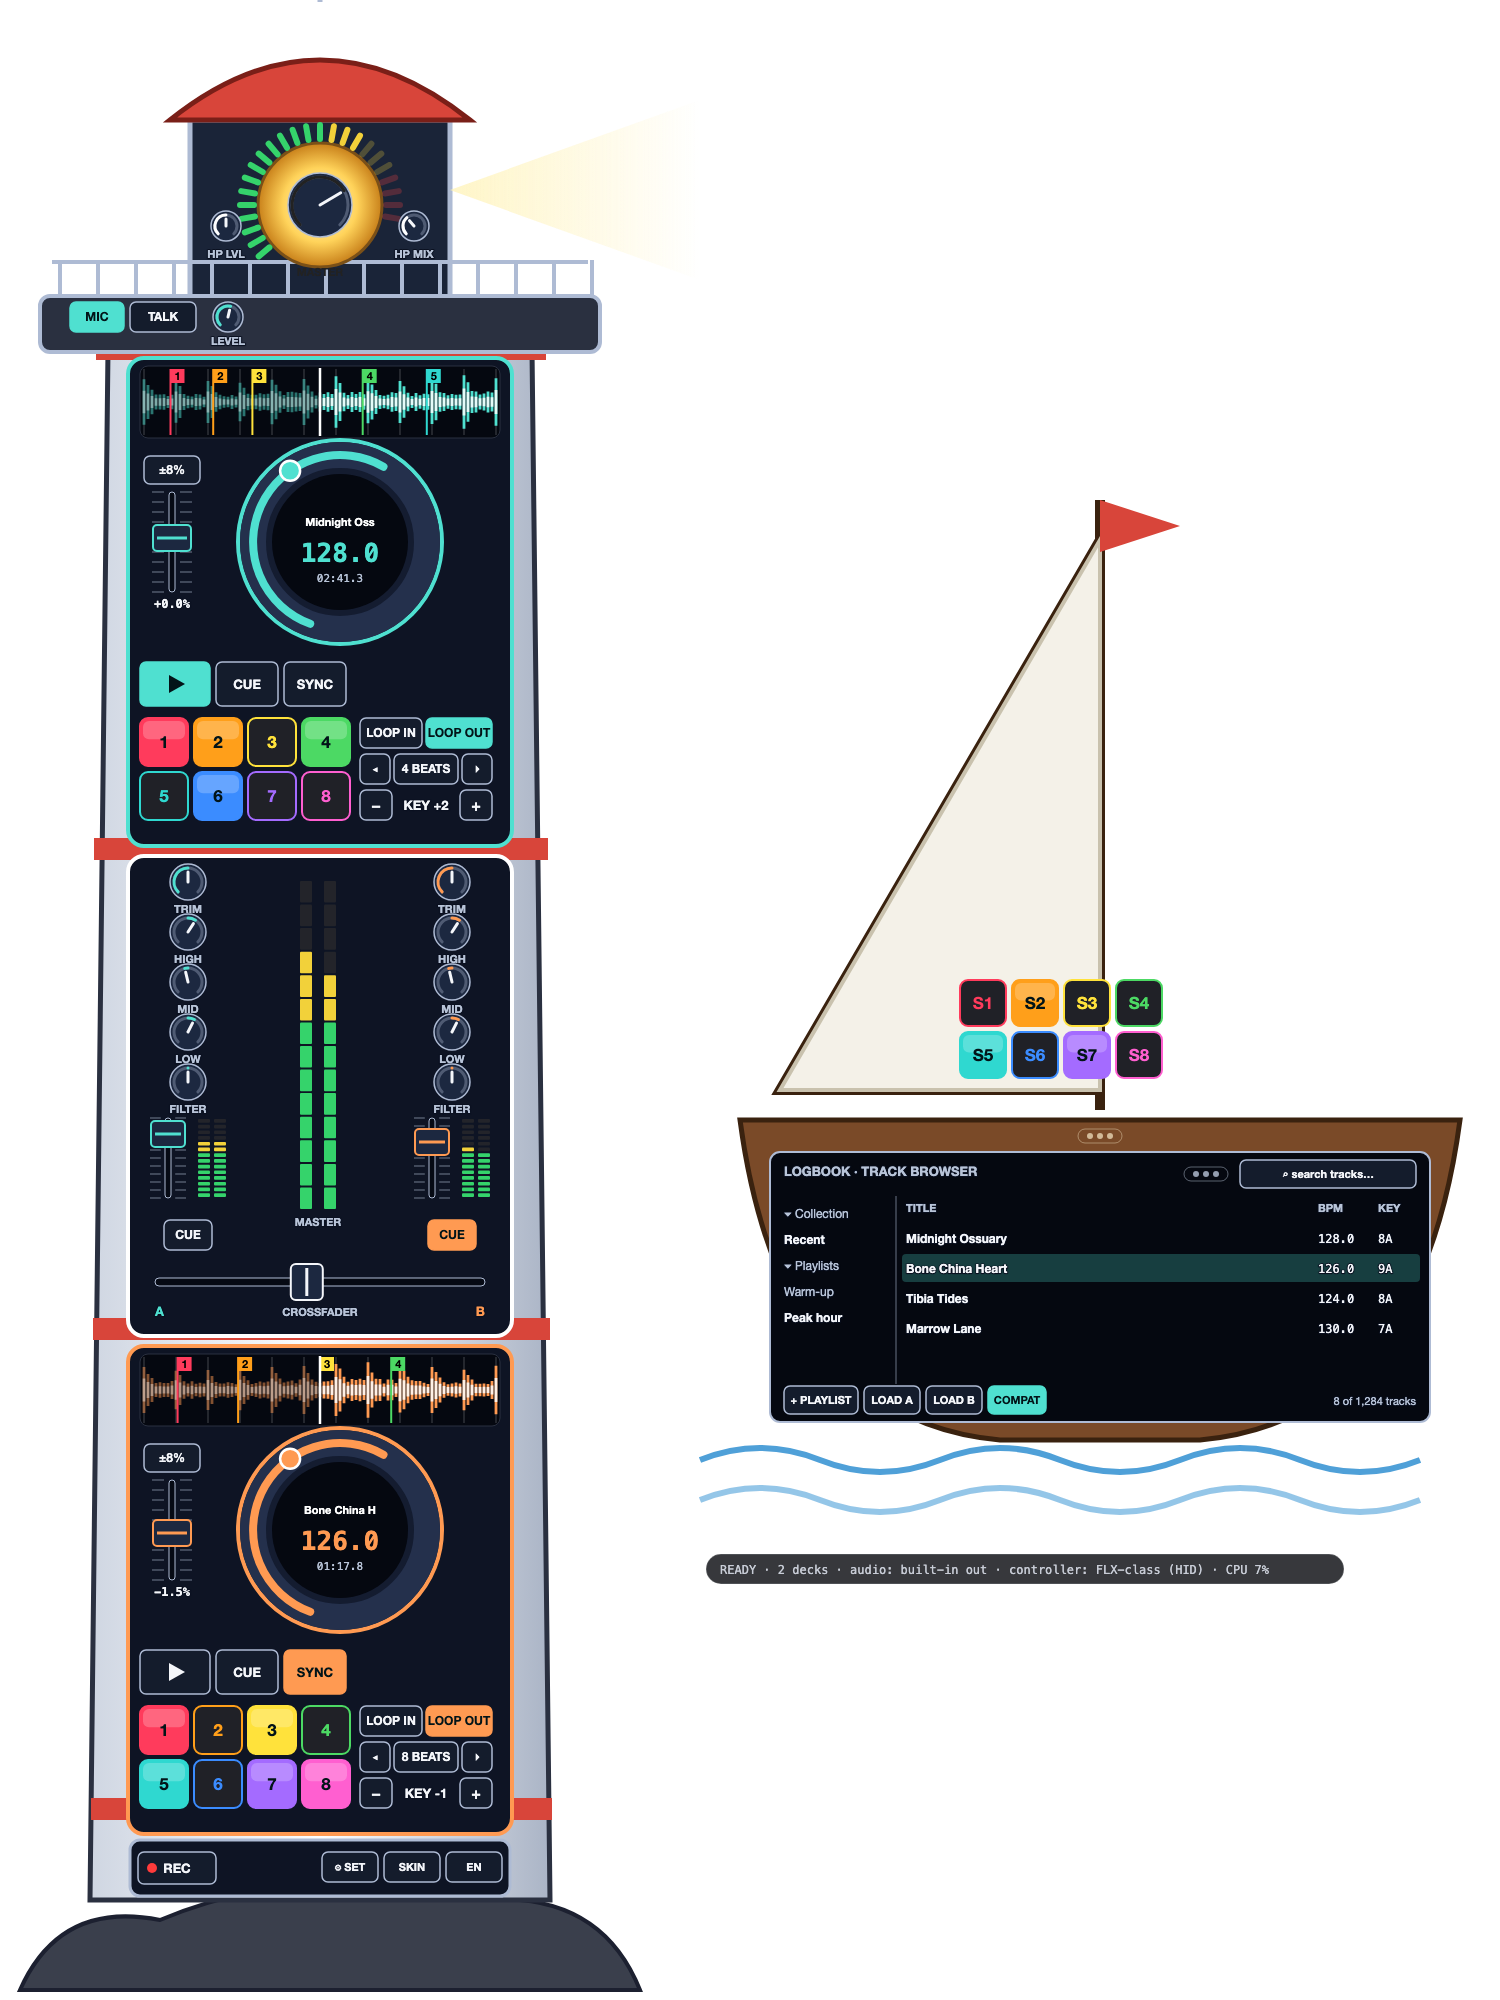 HP LVL
HP MIX
MIC
TALK
LEVEL
1 2 3 4 5
±8%
+0.0%
Midnight Oss
128.0
02:41.3
CUE
SYNC
1 2 3 4
LOOP IN
LOOP OUT
4 BEATS
5 6 7 8
− KEY +2 +
TRIM
HIGH
MID
LOW
FILTER
CUE
MASTER
TRIM
HIGH
MID
LOW
FILTER
CUE
A
CROSSFADER
B
1 2 3 4
±8%
−1.5%
Bone China H
126.0
01:17.8
CUE
SYNC
1 2 3 4
LOOP IN
LOOP OUT
8 BEATS
5 6 7 8
− KEY -1 +
REC
⚙ SET
SKIN
EN
S1 S2 S3 S4
S5 S6 S7 S8
LOGBOOK · TRACK BROWSER
⌕ search tracks...
▾ Collection
Recent
▾ Playlists
Warm-up
Peak hour
TITLE BPM KEY
Midnight Ossuary 128.0 8A
Bone China Heart 126.0 9A
Tibia Tides 124.0 8A
Marrow Lane 130.0 7A
+ PLAYLIST
LOAD A
LOAD B
COMPAT
8 of 1,284 tracks
READY · 2 decks · audio: built-in out · controller: FLX-class (HID) · CPU 7%